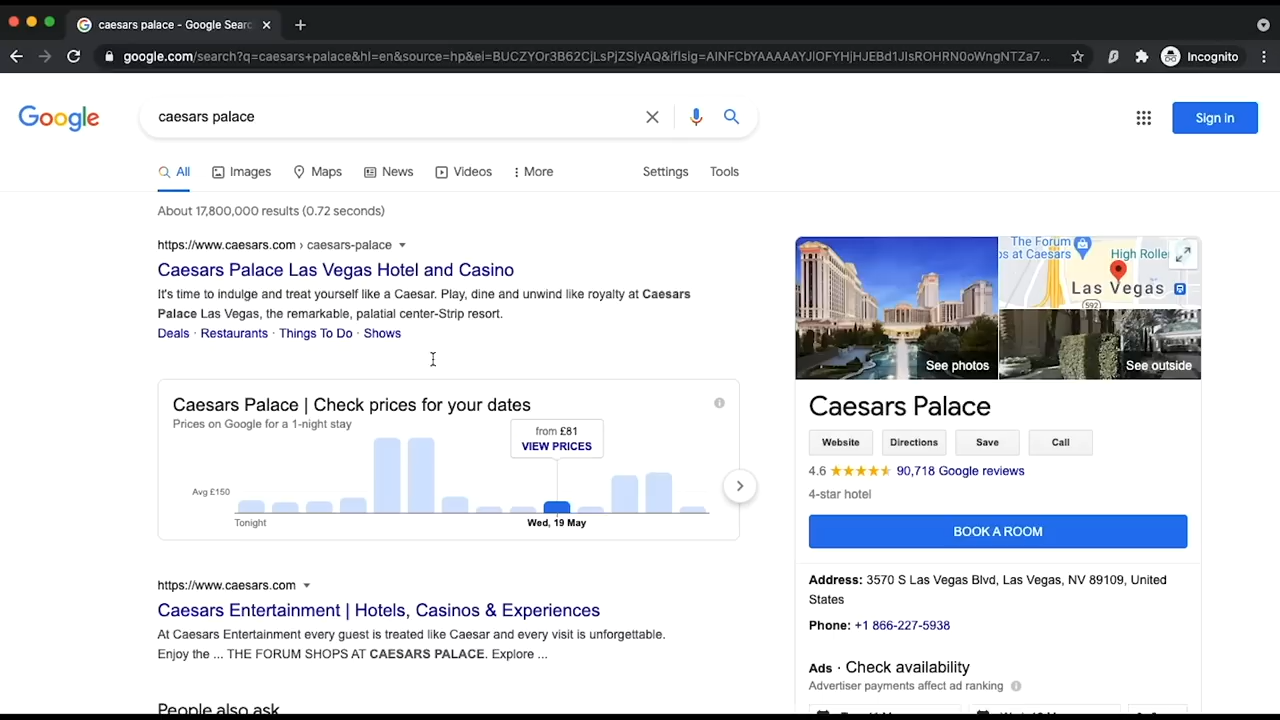 caesars palace - Google Searc
google.com/search?q=caesars+palace&hl=en&source=hp&ei=BUCZYOr3B62CjLsPjZSlyAQ&iflsig=AINFCbYAAAAAYJlOFYHjHJEBd1JIsROHRN0oWngNTZa7...
Incognito
Google
caesars palace
Sign in
All
Images
Maps
News
Videos
More
Settings
Tools
About 17,800,000 results (0.72 seconds)
https://www.caesars.com › caesars-palace
Caesars Palace Las Vegas Hotel and Casino
It's time to indulge and treat yourself like a Caesar. Play, dine and unwind like royalty at Caesars
Palace Las Vegas, the remarkable, palatial center-Strip resort.
Deals · Restaurants · Things To Do · Shows
Caesars Palace | Check prices for your dates
Prices on Google for a 1-night stay
from £81
VIEW PRICES
Avg £150
Tonight
Wed, 19 May
https://www.caesars.com
Caesars Entertainment | Hotels, Casinos & Experiences
At Caesars Entertainment every guest is treated like Caesar and every visit is unforgettable.
Enjoy the ... THE FORUM SHOPS AT CAESARS PALACE. Explore ...
People also ask
The Forum
ps at Caesars
High Rolle
Las Vegas
592
See photos
See outside
Caesars Palace
Website
Directions
Save
Call
4.6
90,718 Google reviews
4-star hotel
BOOK A ROOM
Address: 3570 S Las Vegas Blvd, Las Vegas, NV 89109, United
States
Phone: +1 866-227-5938
Ads · Check availability
Advertiser payments affect ad ranking